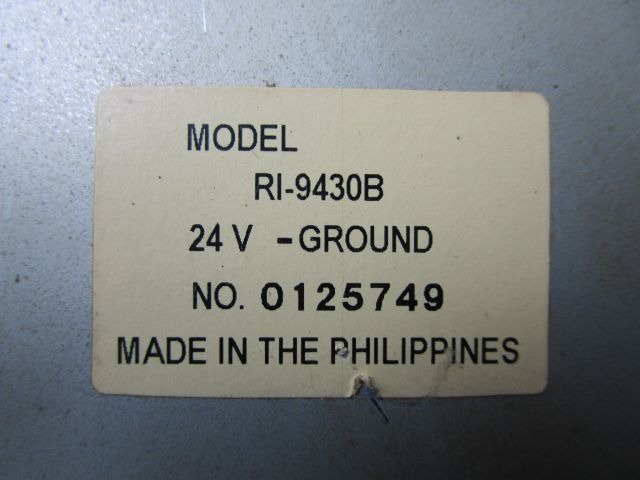 MODEL
RI-9430B
24 V -GROUND
NO. 0125749
MADE IN THE PHILIPPINES